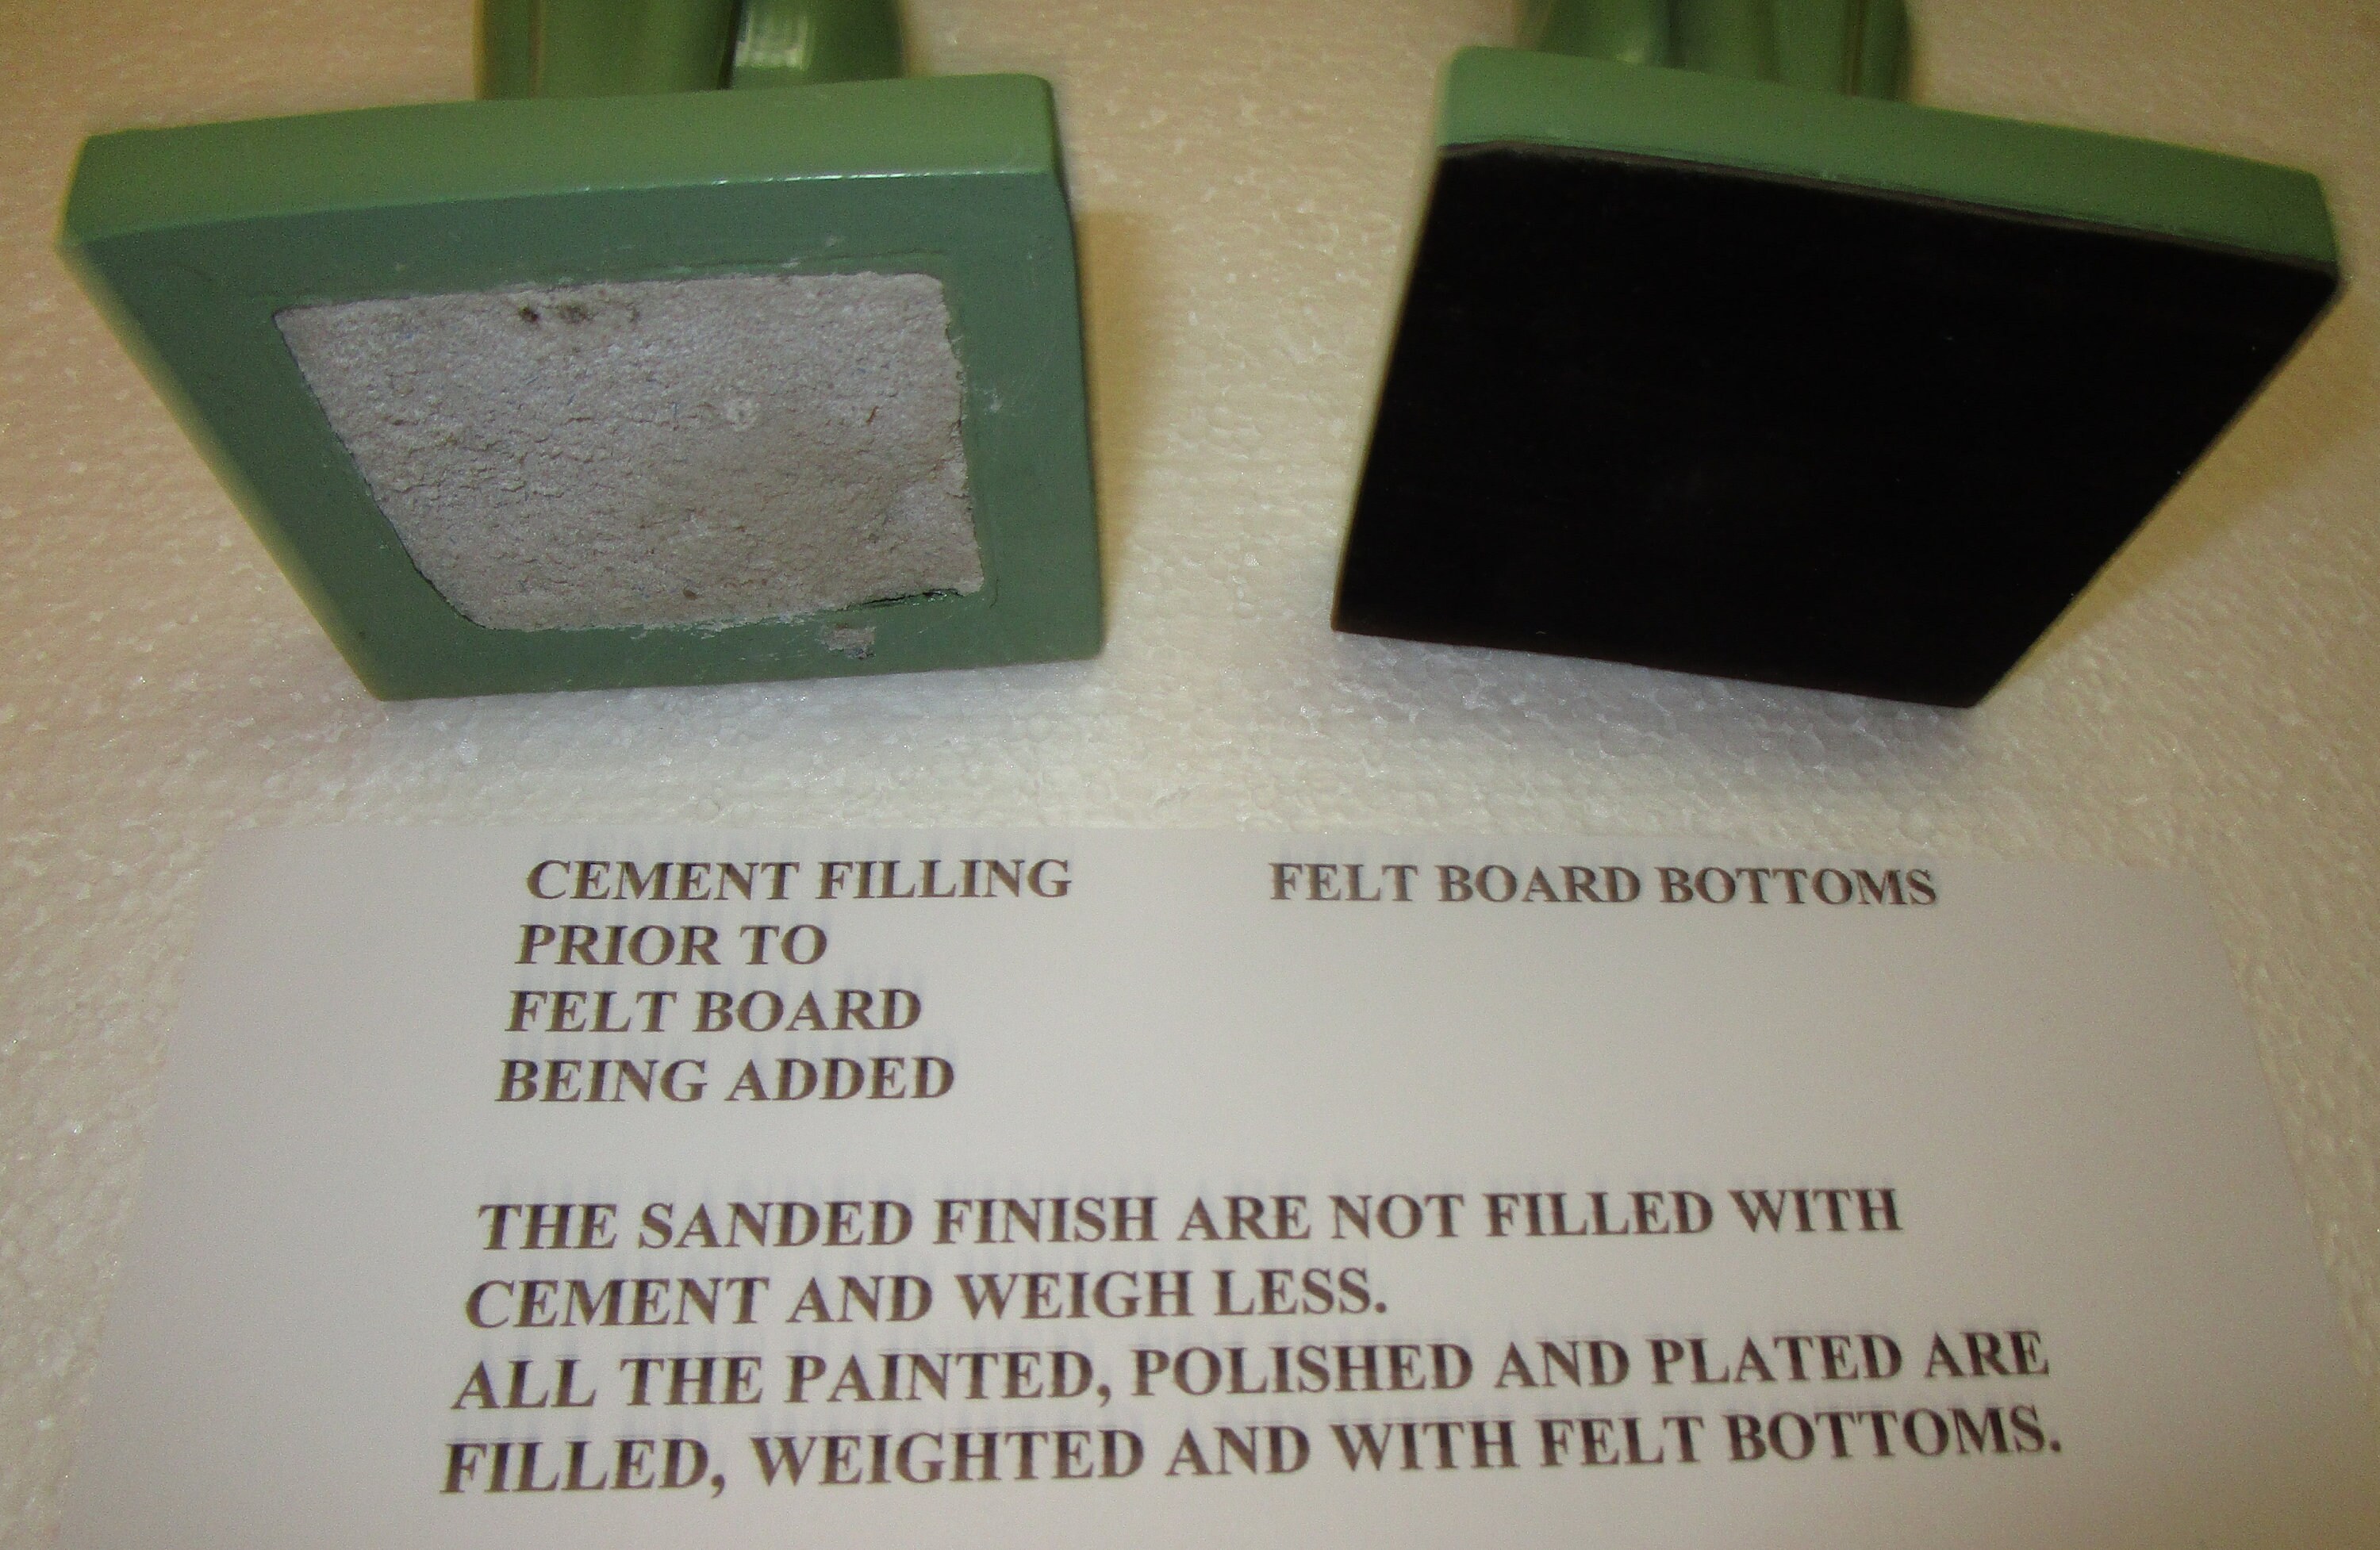 CEMENT FILLING FELT BOARD BOTTOMS
PRIOR TO
FELT BOARD
BEING ADDED
THE SANDED FINISH ARE NOT FILLED WITH
CEMENT AND WEIGH LESS.
ALL THE PAINTED, POLISHED AND PLATED ARE
FILLED, WEIGHTED AND WITH FELT BOTTOMS.